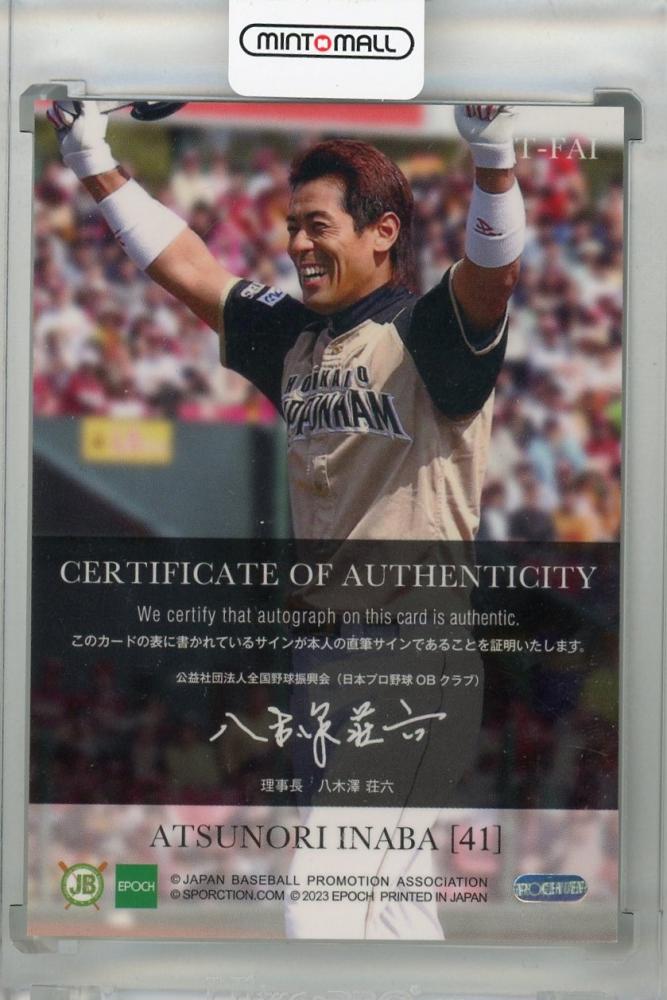 MINT MALL
T-FAI
HOKKAIDO
NIPPONHAM
CERTIFICATE OF AUTHENTICITY
We certify that autograph on this card is authentic.
このカードの表に書かれているサインが本人の直筆サインであることを証明いたします。
公益社団法人全国野球振興会（日本プロ野球OBクラブ）
八木澤荘六
理事長 八木澤 荘六
ATSUNORI INABA [41]
JB
EPOCH
© JAPAN BASEBALL PROMOTION ASSOCIATION
© SPORCTION.COM © 2023 EPOCH PRINTED IN JAPAN